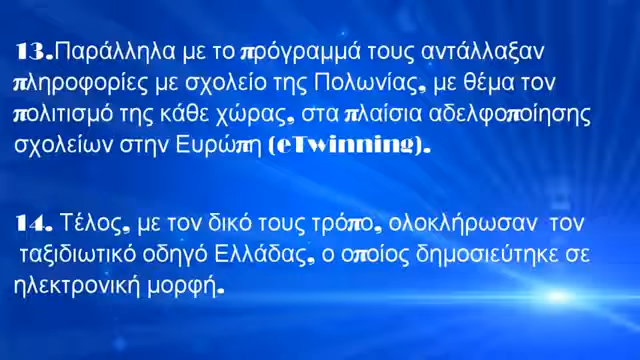 13.Παράλληλα με το πρόγραμμά τους αντάλλαξαν
πληροφορίες με σχολείο της Πολωνίας, με θέμα τον
πολιτισμό της κάθε χώρας, στα πλαίσια αδελφοποίησης
σχολείων στην Ευρώπη (eTwinning).
14. Τέλος, με τον δικό τους τρόπο, ολοκλήρωσαν τον
ταξιδιωτικό οδηγό Ελλάδας, ο οποίος δημοσιεύτηκε σε
ηλεκτρονική μορφή.